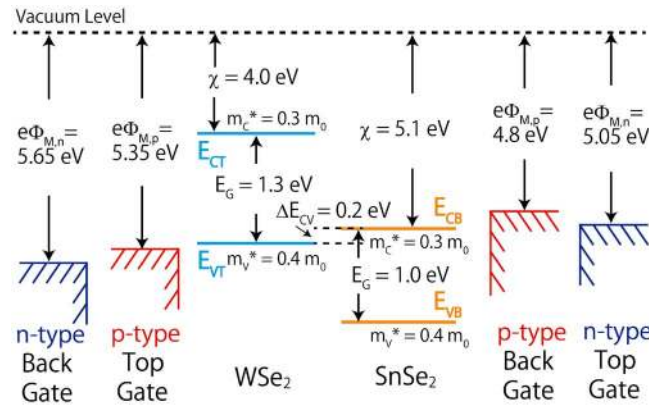 Vacuum Level
χ = 4.0 eV
m_C* = 0.3 m_0
eΦ_M,n =
5.65 eV
eΦ_M,p =
5.35 eV
E_CT
χ = 5.1 eV
eΦ_M,p =
4.8 eV
eΦ_M,n =
5.05 eV
E_G = 1.3 eV
ΔE_CV = 0.2 eV
E_CB
E_VT
m_V* = 0.4 m_0
m_C* = 0.3 m_0
E_G = 1.0 eV
E_VB
m_V* = 0.4 m_0
n-type
Back
Gate
p-type
Top
Gate
WSe₂
SnSe₂
p-type
Back
Gate
n-type
Top
Gate